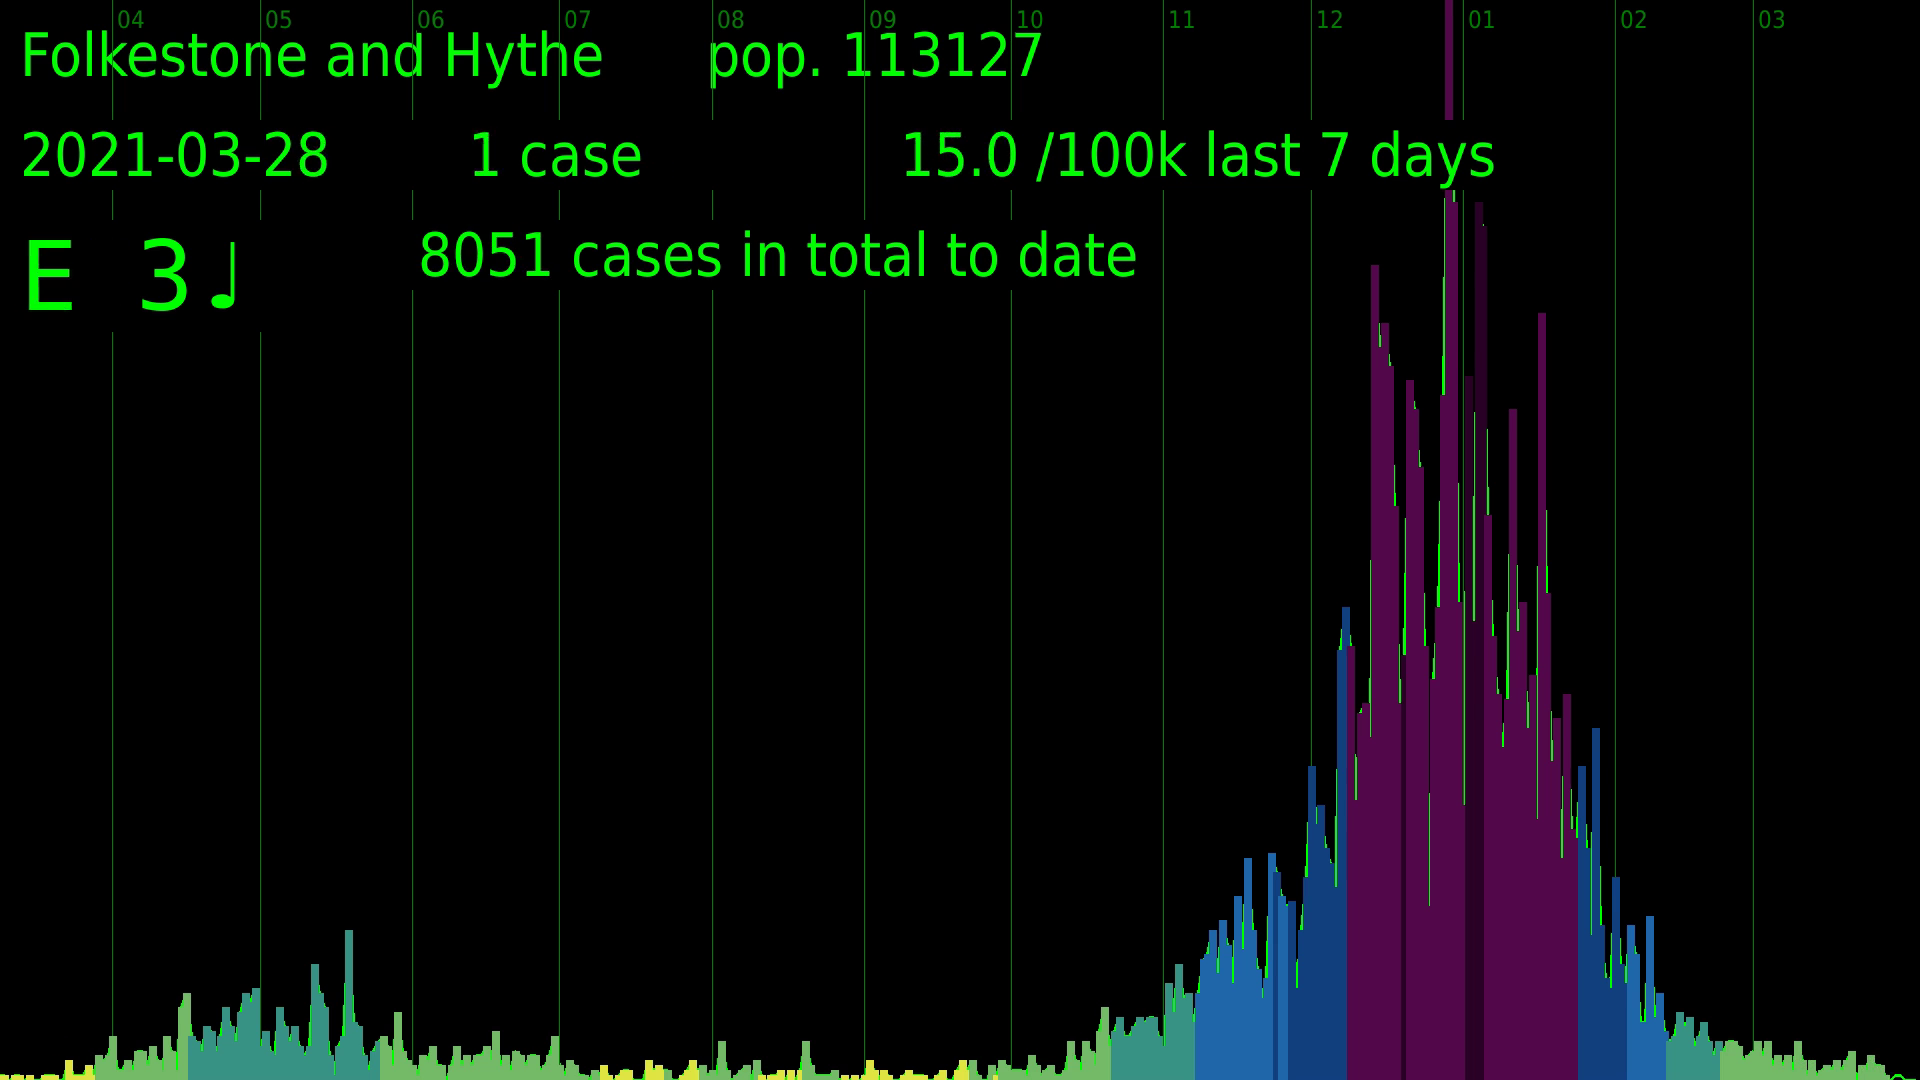 04 05 06 07 08 09 10 11 12 01 02 03
Folkestone and Hythe pop. 113127
2021-03-28 1 case 15.0 /100k last 7 days
E 3♩ 8051 cases in total to date